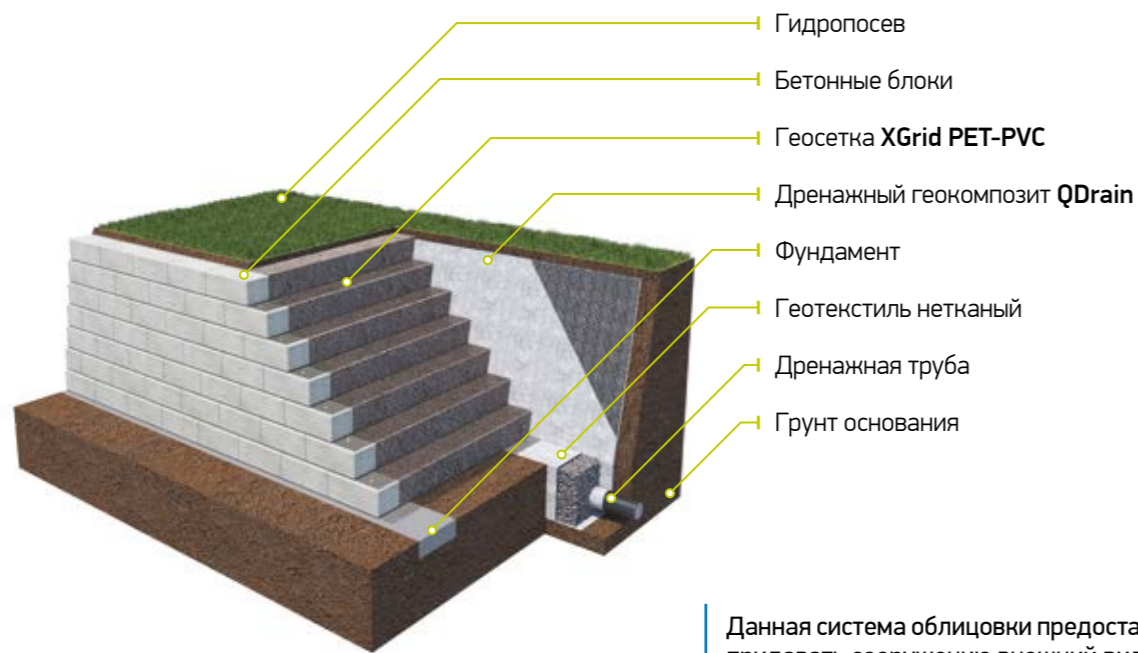 Гидропосев
Бетонные блоки
Геосетка XGrid PET-PVC
Дренажный геокомпозит QDrain
Фундамент
Геотекстиль нетканый
Дренажная труба
Грунт основания
Данная система облицовки